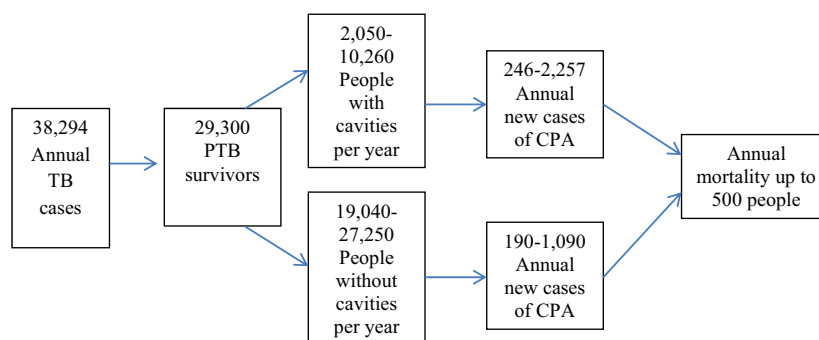 38,294
Annual
TB
cases
29,300
PTB
survivors
2,050-
10,260
People
with
cavities
per year
19,040-
27,250
People
without
cavities
per year
246-2,257
Annual
new cases
of CPA
190-1,090
Annual
new cases
of CPA
Annual
mortality up to
500 people